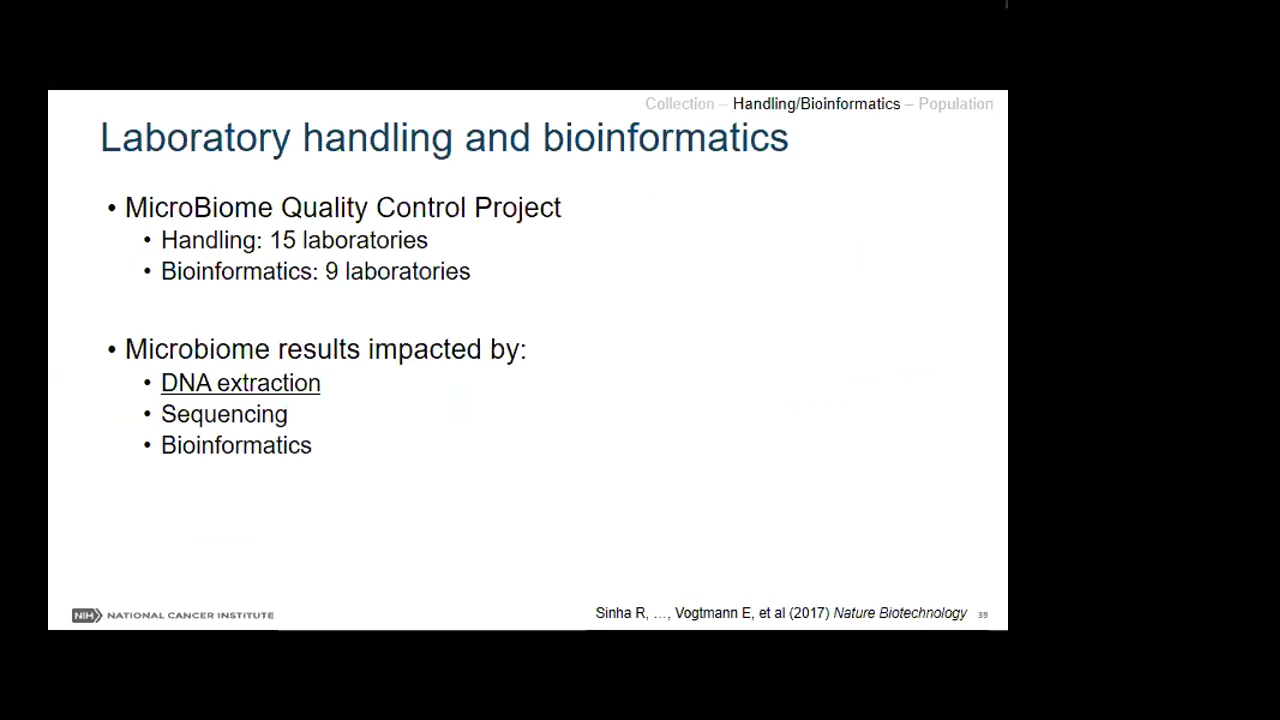 Collection – Handling/Bioinformatics – Population
Laboratory handling and bioinformatics
• MicroBiome Quality Control Project
• Handling: 15 laboratories
• Bioinformatics: 9 laboratories
• Microbiome results impacted by:
• DNA extraction
• Sequencing
• Bioinformatics
NIH NATIONAL CANCER INSTITUTE
Sinha R, …, Vogtmann E, et al (2017) Nature Biotechnology 39